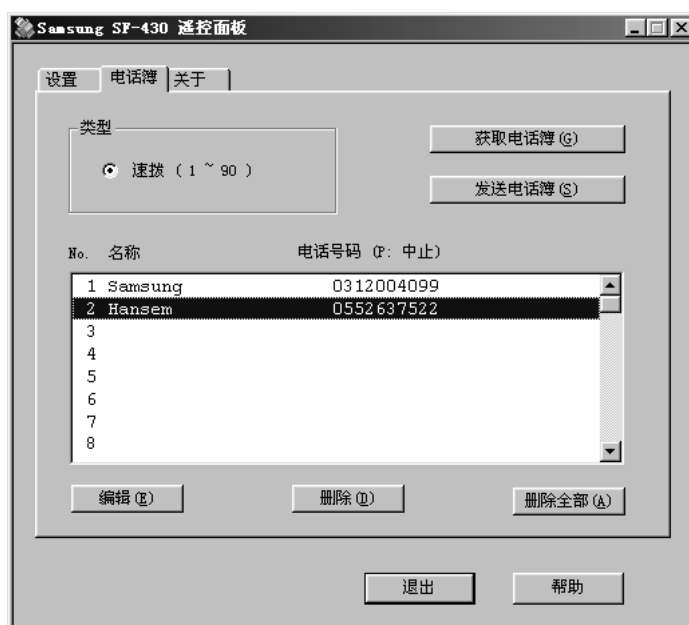 Samsung SF-430 遥控面板
设置 电话簿 关于
类型
速拨 ( 1 ~ 90 )
获取电话簿(G)
发送电话簿(S)
No. 名称 电话号码 (P: 中止)
1 Samsung 0312004099
2 Hansem 0552637522
3
4
5
6
7
8
编辑(E) 删除(D) 删除全部(A)
退出 帮助